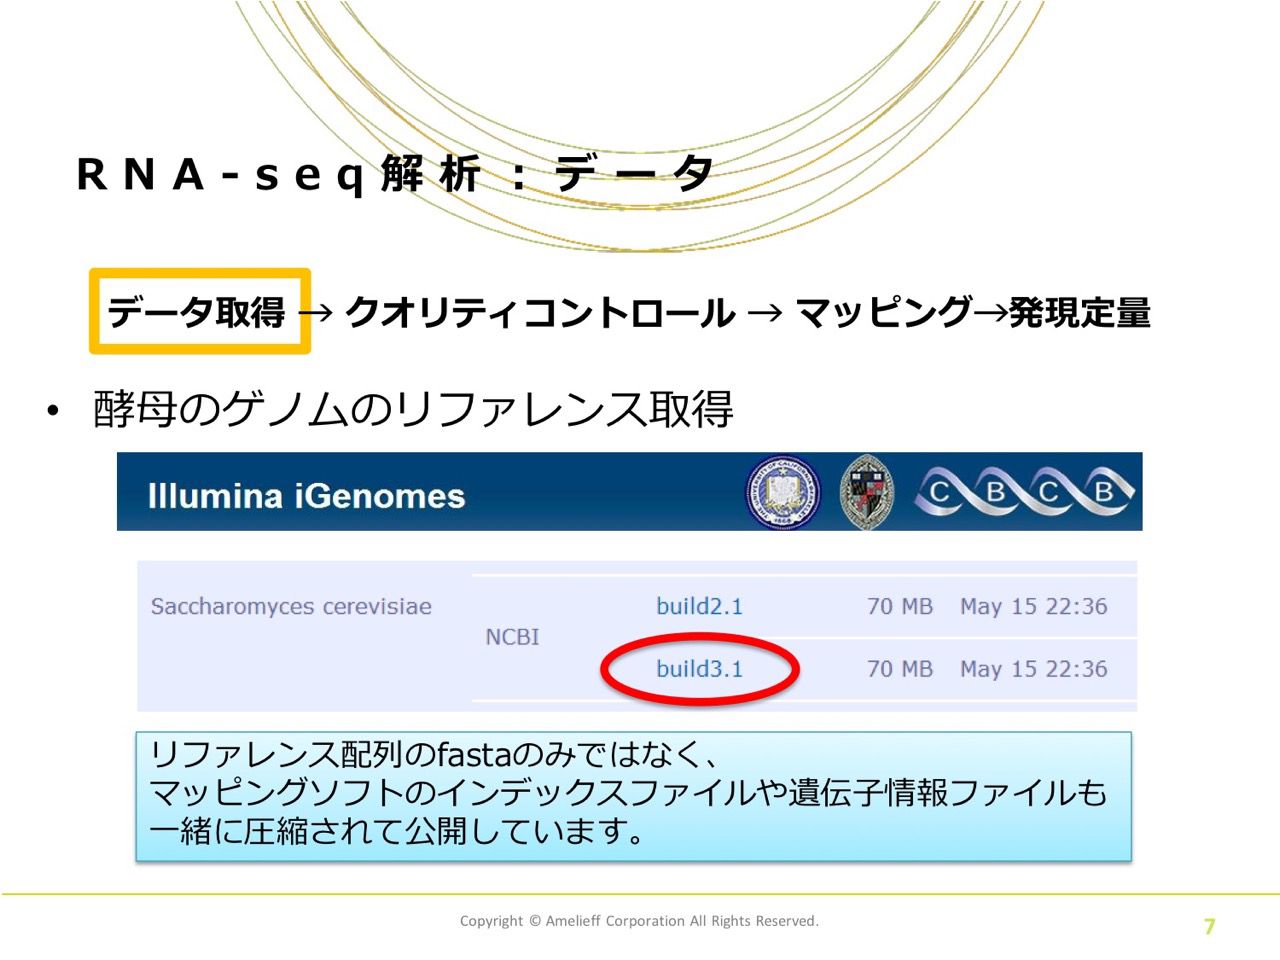 RNA-seq解析：データ
データ取得 → クオリティコントロール → マッピング→発現定量
• 酵母のゲノムのリファレンス取得
Illumina iGenomes
CBCB
Saccharomyces cerevisiae
NCBI
build2.1 70 MB May 15 22:36
build3.1 70 MB May 15 22:36
リファレンス配列のfastaのみではなく、
マッピングソフトのインデックスファイルや遺伝子情報ファイルも
一緒に圧縮されて公開しています。
Copyright © Amelieff Corporation All Rights Reserved.
7